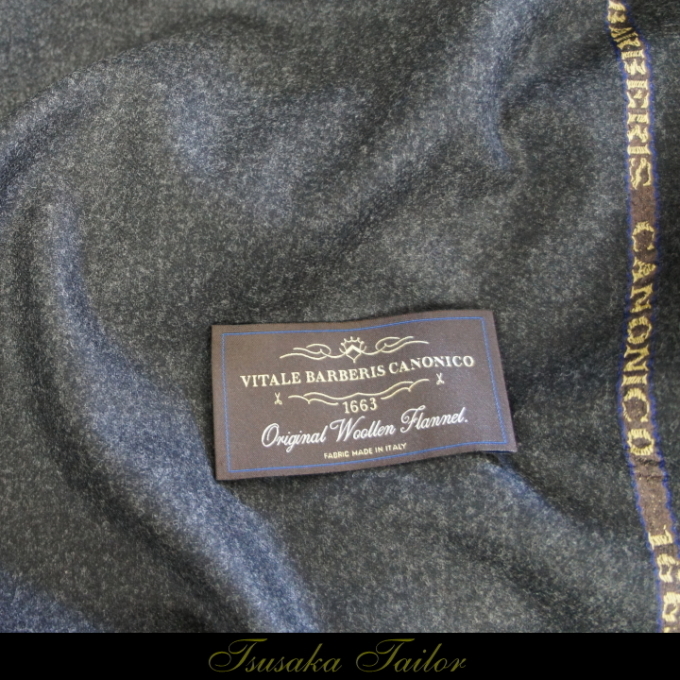 VITALE BARBERIS CANONICO
1663
Original Woollen Flannel.
FABRIC MADE IN ITALY
BARBERIS CANONICO
Tsusaka Tailor